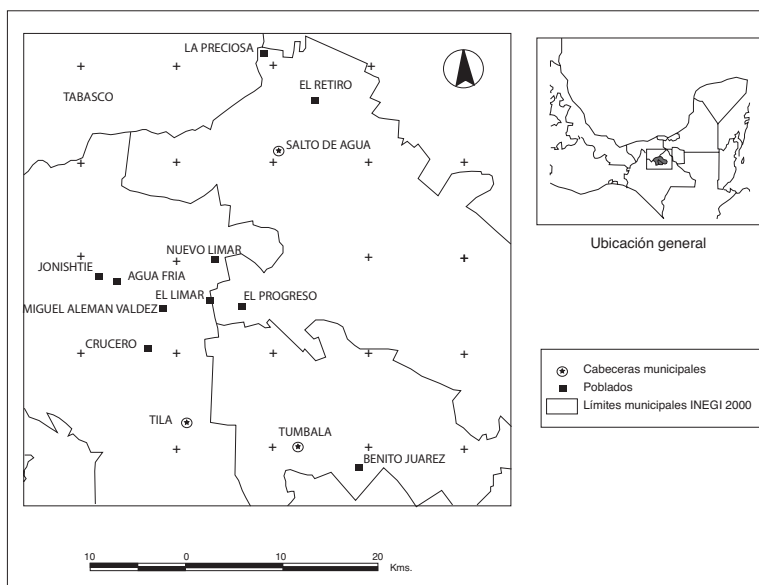 LA PRECIOSA
TABASCO
EL RETIRO
SALTO DE AGUA
NUEVO LIMAR
JONISHTIE
AGUA FRIA
EL LIMAR
EL PROGRESO
MIGUEL ALEMAN VALDEZ
CRUCERO
TILA
TUMBALA
BENITO JUAREZ
Ubicación general
Cabeceras municipales
Poblados
Límites municipales INEGI 2000
10 0 10 20
Kms.